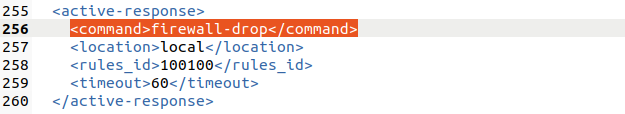 255 <active-response>
256 <command>firewall-drop</command>
257 <location>local</location>
258 <rules_id>100100</rules_id>
259 <timeout>60</timeout>
260 </active-response>